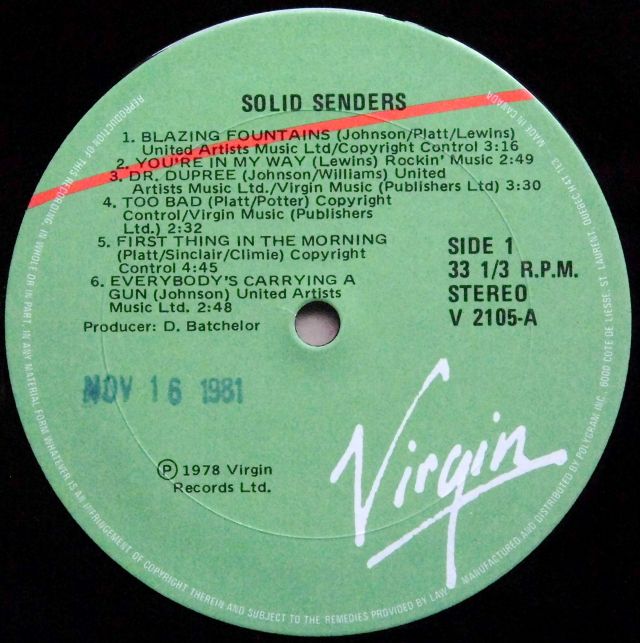 SOLID SENDERS
1. BLAZING FOUNTAINS (Johnson/Platt/Lewins)
United Artists Music Ltd/Copyright Control 3:16
2. YOU'RE IN MY WAY (Lewins) Rockin' Music 2:49
3. DR. DUPREE (Johnson/Williams) United
Artists Music Ltd./Virgin Music (Publishers Ltd) 3:30
4. TOO BAD (Platt/Potter) Copyright
Control/Virgin Music (Publishers
Ltd.) 2:32
5. FIRST THING IN THE MORNING
(Platt/Sinclair/Climie) Copyright
Control 4:45
6. EVERYBODY'S CARRYING A
GUN (Johnson) United Artists
Music Ltd. 2:48
Producer: D. Batchelor
SIDE 1
33 1/3 R.P.M.
STEREO
V 2105-A
NOV 16 1981
Ⓟ 1978 Virgin
Records Ltd.
Virgin
REPRODUCTION OF THIS RECORDING, IN WHOLE OR IN PART, IN ANY MATERIAL FORM WHATEVER IS AN INFRINGEMENT OF COPYRIGHT THEREIN AND SUBJECT TO THE REMEDIES PROVIDED BY LAW
MANUFACTURED AND DISTRIBUTED BY POLYGRAM INC., 6000 COTE DE LIESSE, ST. LAURENT, QUEBEC H4T 1E3 MADE IN CANADA